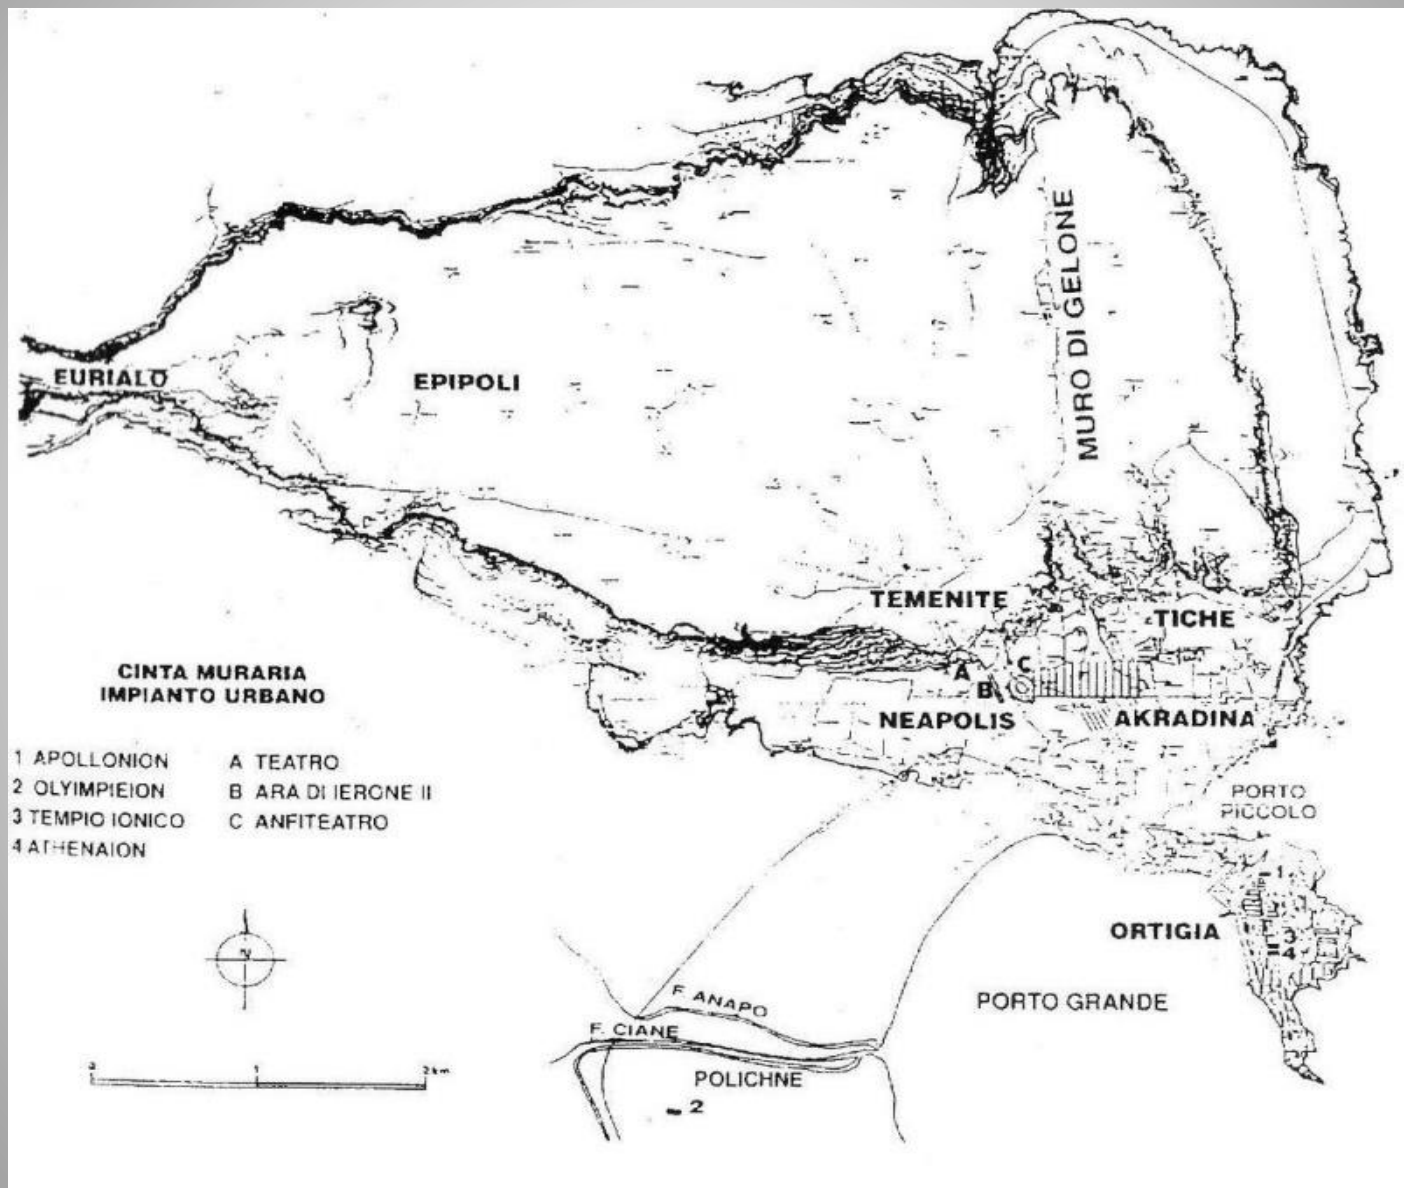 MURO DI GELONE
EURIALO
EPIPOLI
TEMENITE
TICHE
A
B
C
NEAPOLIS
AKRADINA
CINTA MURARIA
IMPIANTO URBANO
1 APOLLONION
2 OLYIMPIEION
3 TEMPIO IONICO
4 ATHENAION
A TEATRO
B ARA DI IERONE II
C ANFITEATRO
PORTO
PICCOLO
1
ORTIGIA
3
4
PORTO GRANDE
F. ANAPO
F. CIANE
POLICHNE
2
N
0 1 2 km